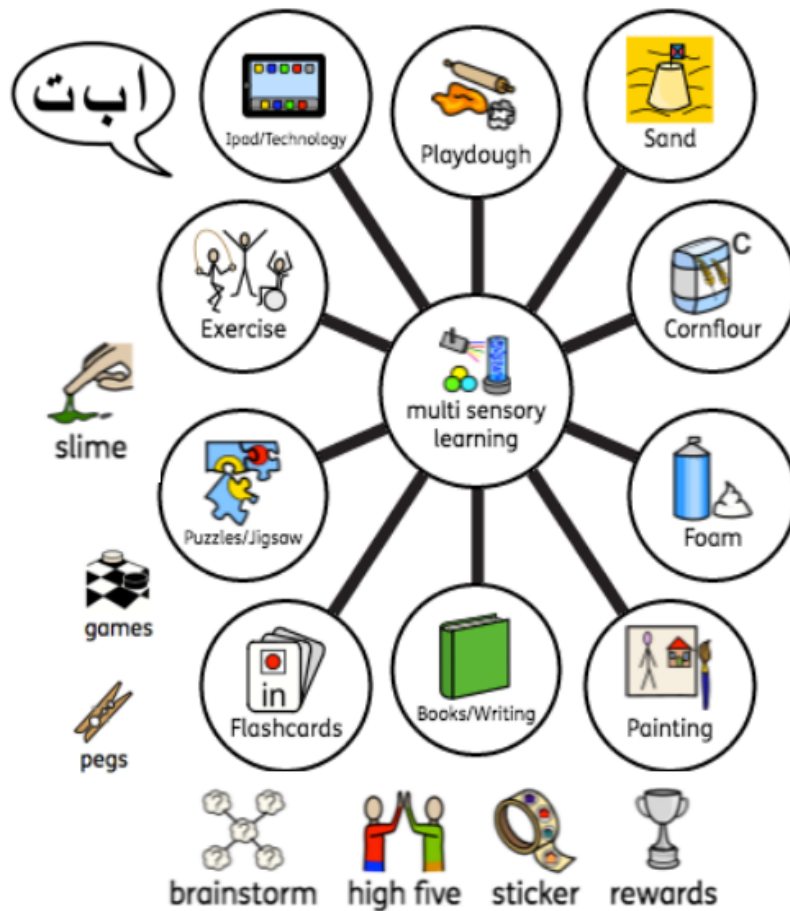 ا ب ت
Ipad/Technology
Playdough
Sand
Exercise
C
Cornflour
multi sensory
learning
slime
Puzzles/Jigsaw
Foam
games
in
Flashcards
Books/Writing
Painting
pegs
brainstorm
high five
sticker
rewards